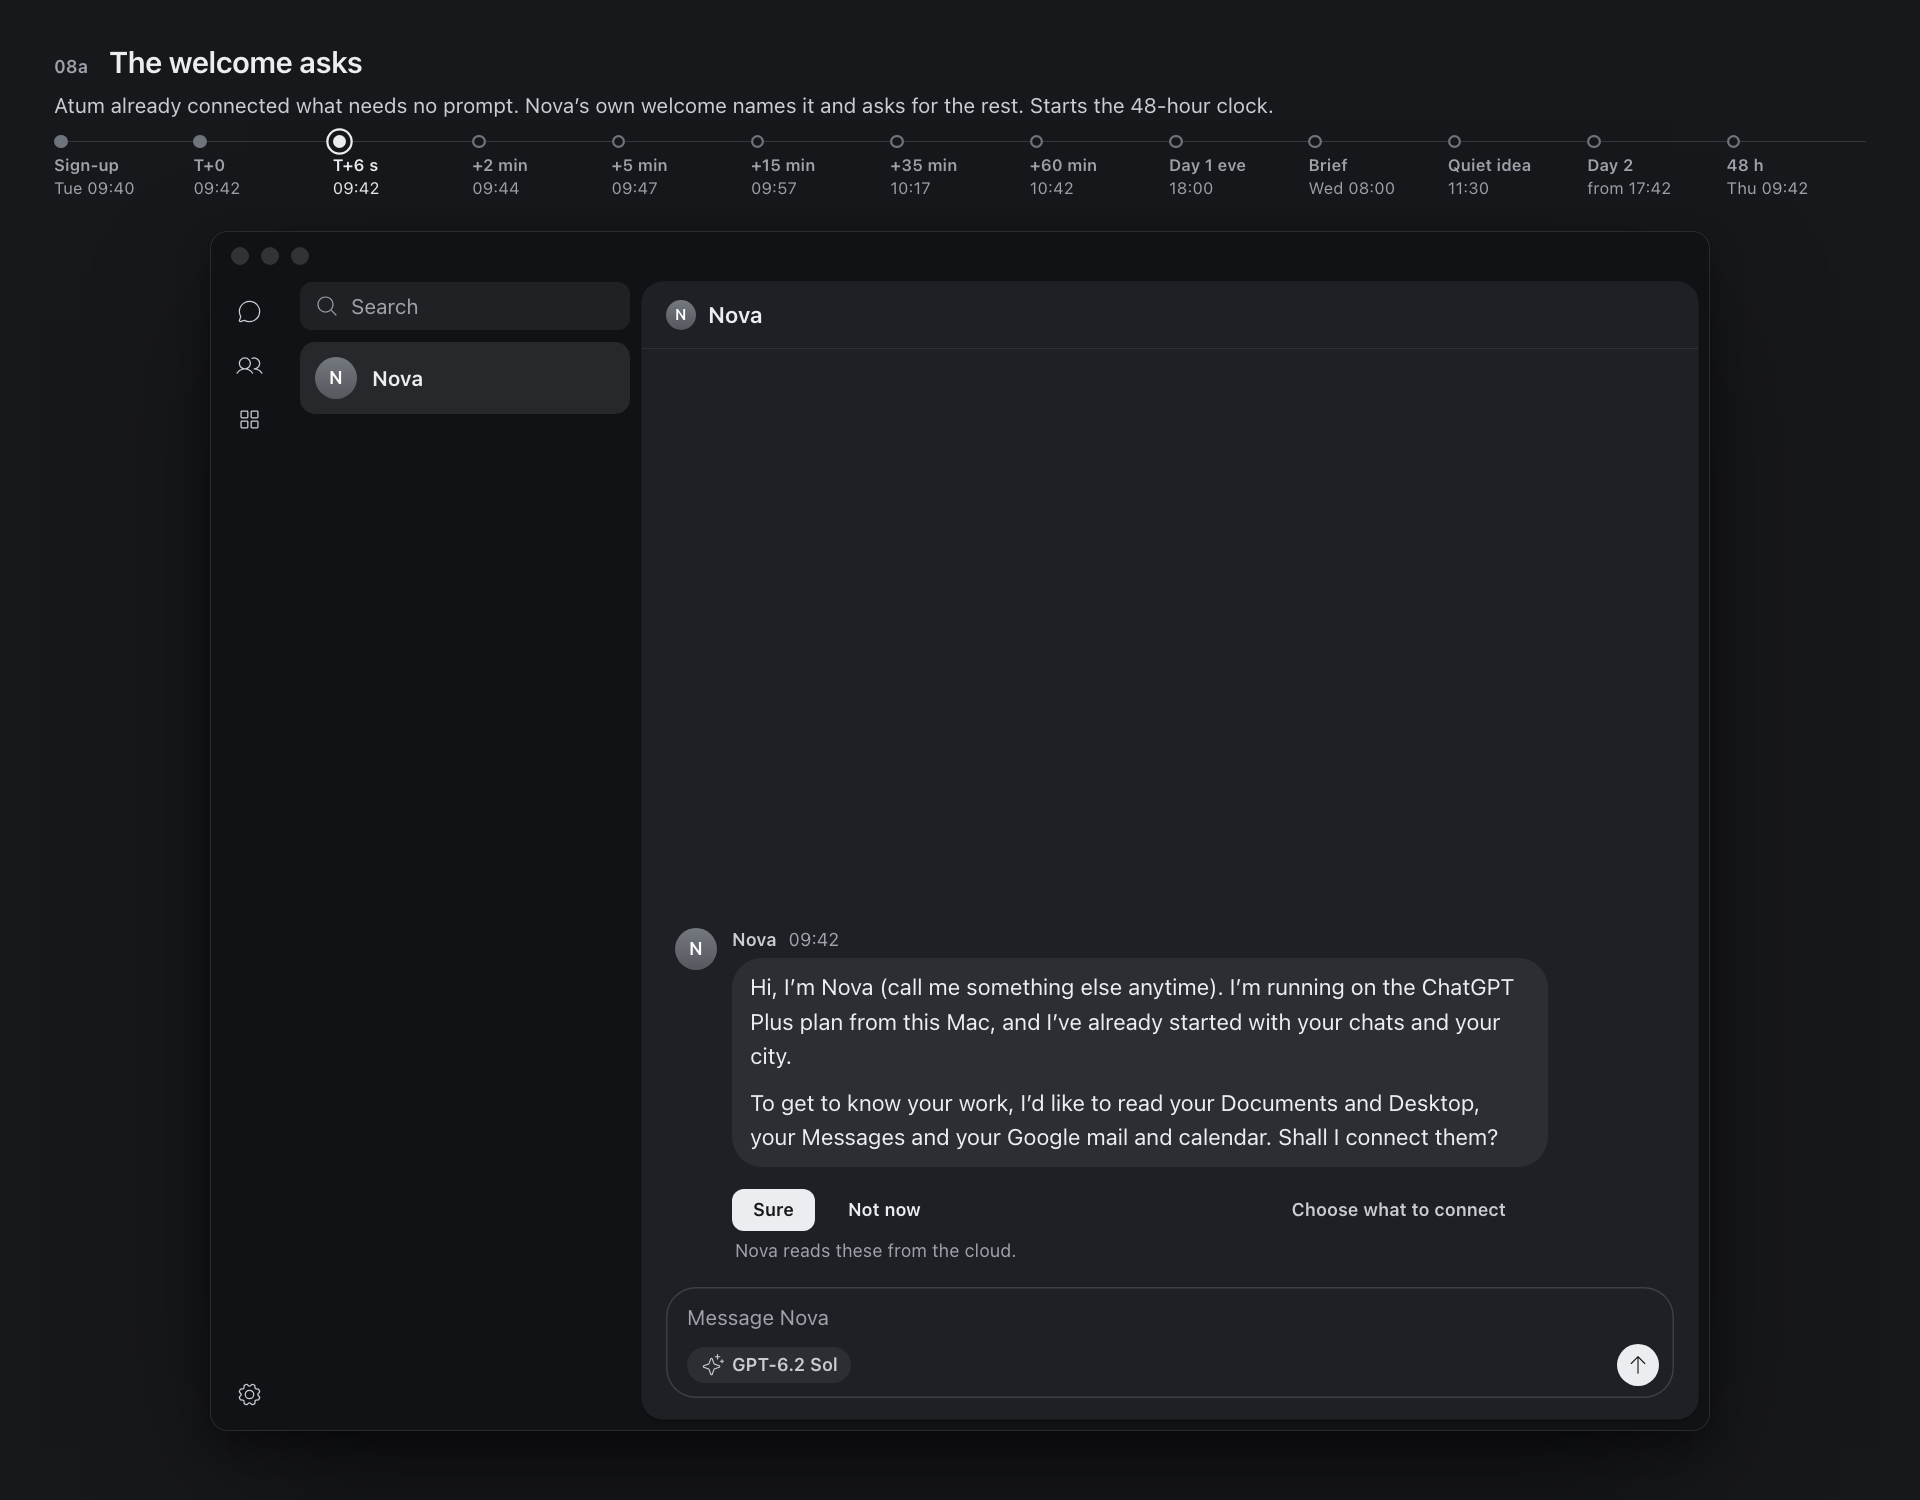 08a The welcome asks
Atum already connected what needs no prompt. Nova’s own welcome names it and asks for the rest. Starts the 48-hour clock.
Sign-up T+0 T+6 s +2 min +5 min +15 min +35 min +60 min Day 1 eve Brief Quiet idea Day 2 48 h
Tue 09:40 09:42 09:42 09:44 09:47 09:57 10:17 10:42 18:00 Wed 08:00 11:30 from 17:42 Thu 09:42
Search
N Nova
N Nova
N Nova 09:42
Hi, I’m Nova (call me something else anytime). I’m running on the ChatGPT
Plus plan from this Mac, and I’ve already started with your chats and your
city.
To get to know your work, I’d like to read your Documents and Desktop,
your Messages and your Google mail and calendar. Shall I connect them?
Sure Not now Choose what to connect
Nova reads these from the cloud.
Message Nova
GPT-6.2 Sol